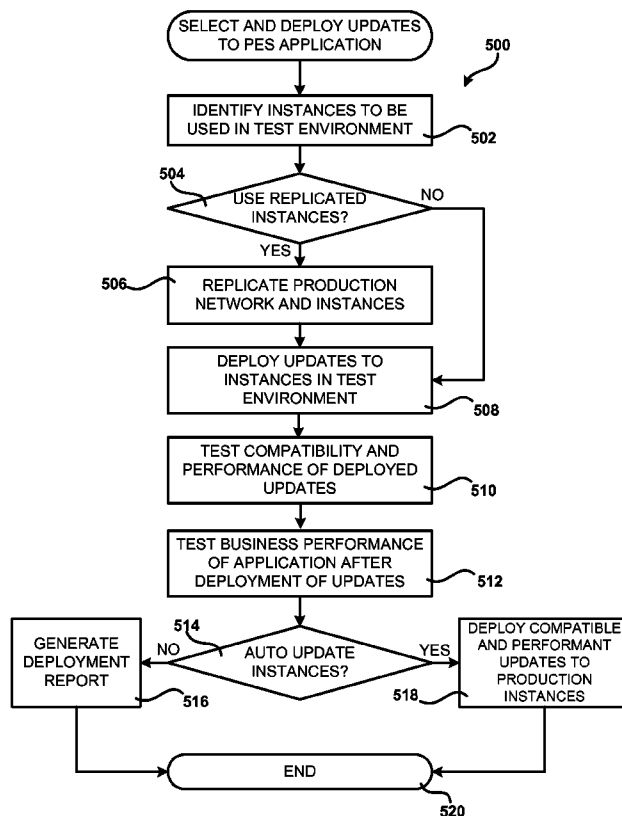 SELECT AND DEPLOY UPDATES
TO PES APPLICATION
500
IDENTIFY INSTANCES TO BE
USED IN TEST ENVIRONMENT
502
504
USE REPLICATED
INSTANCES?
NO
YES
506
REPLICATE PRODUCTION
NETWORK AND INSTANCES
DEPLOY UPDATES TO
INSTANCES IN TEST
ENVIRONMENT
508
TEST COMPATIBILITY AND
PERFORMANCE OF DEPLOYED
UPDATES
510
TEST BUSINESS PERFORMANCE
OF APPLICATION AFTER
DEPLOYMENT OF UPDATES
512
514
AUTO UPDATE
INSTANCES?
NO
YES
GENERATE
DEPLOYMENT
REPORT
516
DEPLOY COMPATIBLE
AND PERFORMANT
UPDATES TO
PRODUCTION
INSTANCES
518
END
520